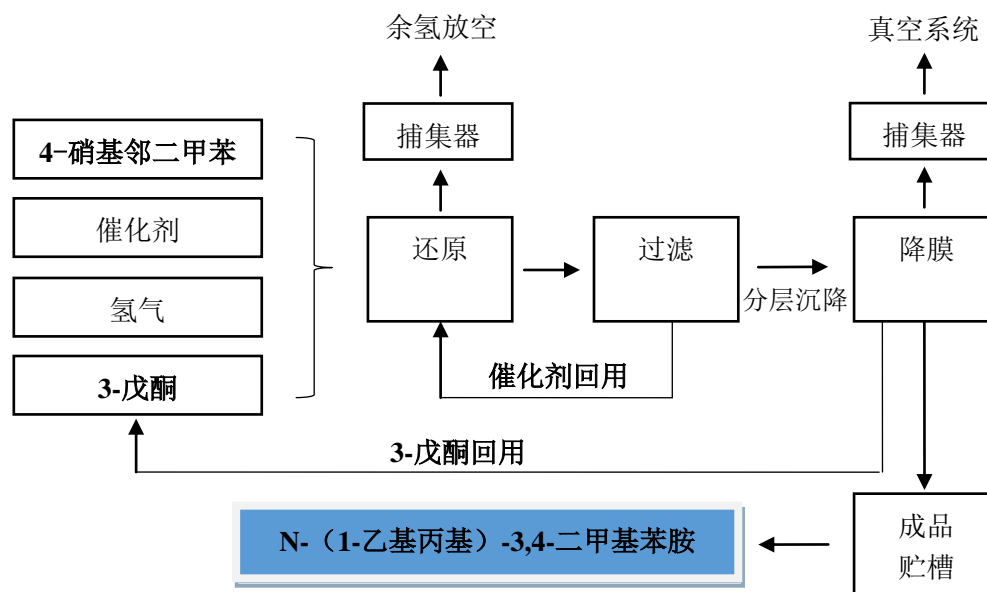 余氢放空
真空系统
捕集器
捕集器
4-硝基邻二甲苯
催化剂
还原
过滤
降膜
分层沉降
氢气
3-戊酮
催化剂回用
3-戊酮回用
N-（1-乙基丙基）-3,4-二甲基苯胺
成品
贮槽